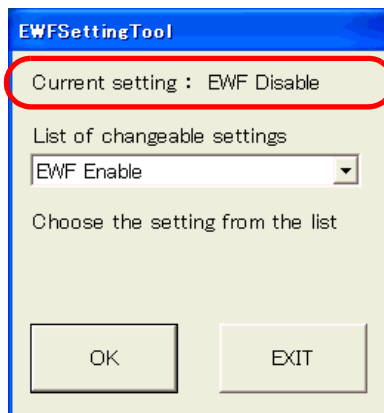 EWFSettingTool
Current setting : EWF Disable
List of changeable settings
EWF Enable
Choose the setting from the list
OK
EXIT